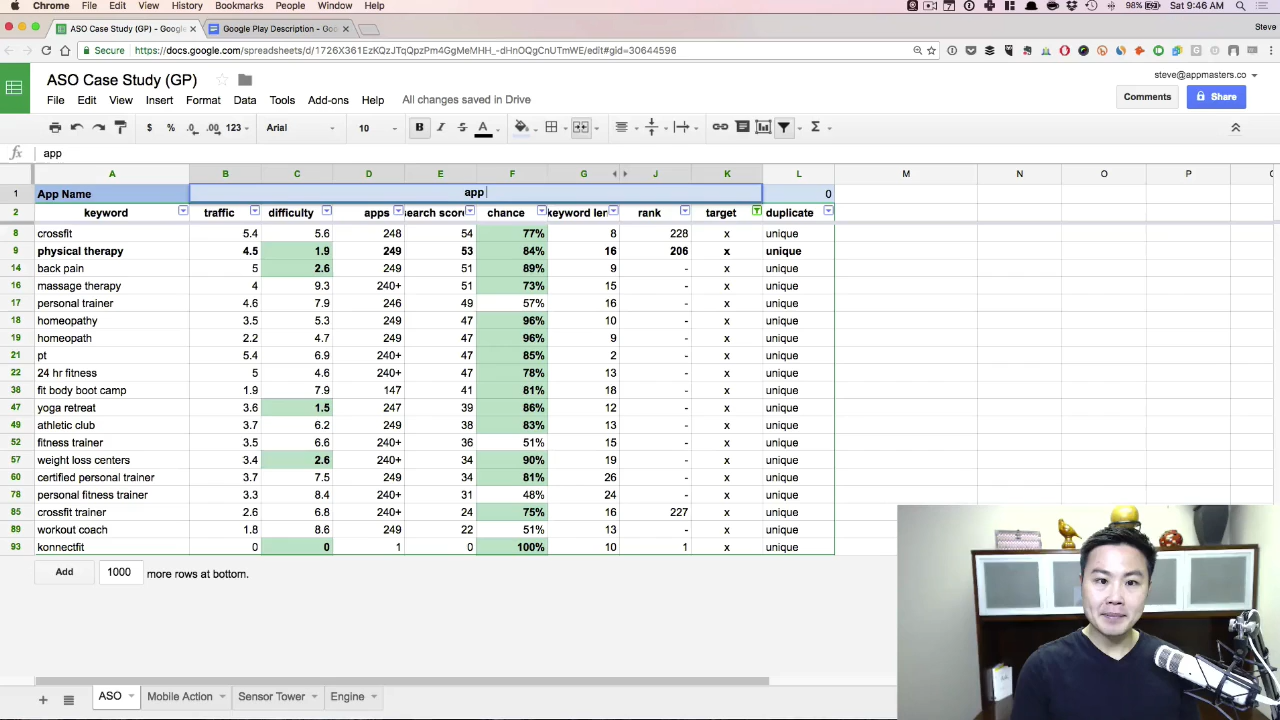 Chrome File Edit View History Bookmarks People Window Help 98% Sat 9:46 AM
ASO Case Study (GP) - Google × Google Play Description - Goo ×
Steve
Secure https://docs.google.com/spreadsheets/d/1726X361EzKQzJTqQpzPm4GgMeMHH_-dHnOQgCnUTmWE/edit#gid=30644596
ASO Case Study (GP)
steve@appmasters.co
File Edit View Insert Format Data Tools Add-ons Help All changes saved in Drive
Comments Share
$ % .0 .00 123 Arial 10 B I S A Σ
fx app
A B C D E F G J K L M N O P
1 App Name app 0
2 keyword traffic difficulty apps search score chance keyword len rank target duplicate
8 crossfit 5.4 5.6 248 54 77% 8 228 x unique
9 physical therapy 4.5 1.9 249 53 84% 16 206 x unique
14 back pain 5 2.6 249 51 89% 9 - x unique
16 massage therapy 4 9.3 240+ 51 73% 15 - x unique
17 personal trainer 4.6 7.9 246 49 57% 16 - x unique
18 homeopathy 3.5 5.3 249 47 96% 10 - x unique
19 homeopath 2.2 4.7 249 47 96% 9 - x unique
21 pt 5.4 6.9 240+ 47 85% 2 - x unique
22 24 hr fitness 5 4.6 240+ 47 78% 13 - x unique
38 fit body boot camp 1.9 7.9 147 41 81% 18 - x unique
47 yoga retreat 3.6 1.5 247 39 86% 12 - x unique
49 athletic club 3.7 6.2 249 38 83% 13 - x unique
52 fitness trainer 3.5 6.6 240+ 36 51% 15 - x unique
57 weight loss centers 3.4 2.6 240+ 34 90% 19 - x unique
60 certified personal trainer 3.7 7.5 249 34 81% 26 - x unique
78 personal fitness trainer 3.3 8.4 240+ 31 48% 24 - x unique
85 crossfit trainer 2.6 6.8 240+ 24 75% 16 227 x unique
89 workout coach 1.8 8.6 249 22 51% 13 - x unique
93 konnectfit 0 0 1 0 100% 10 1 x unique
Add 1000 more rows at bottom.
ASO Mobile Action Sensor Tower Engine